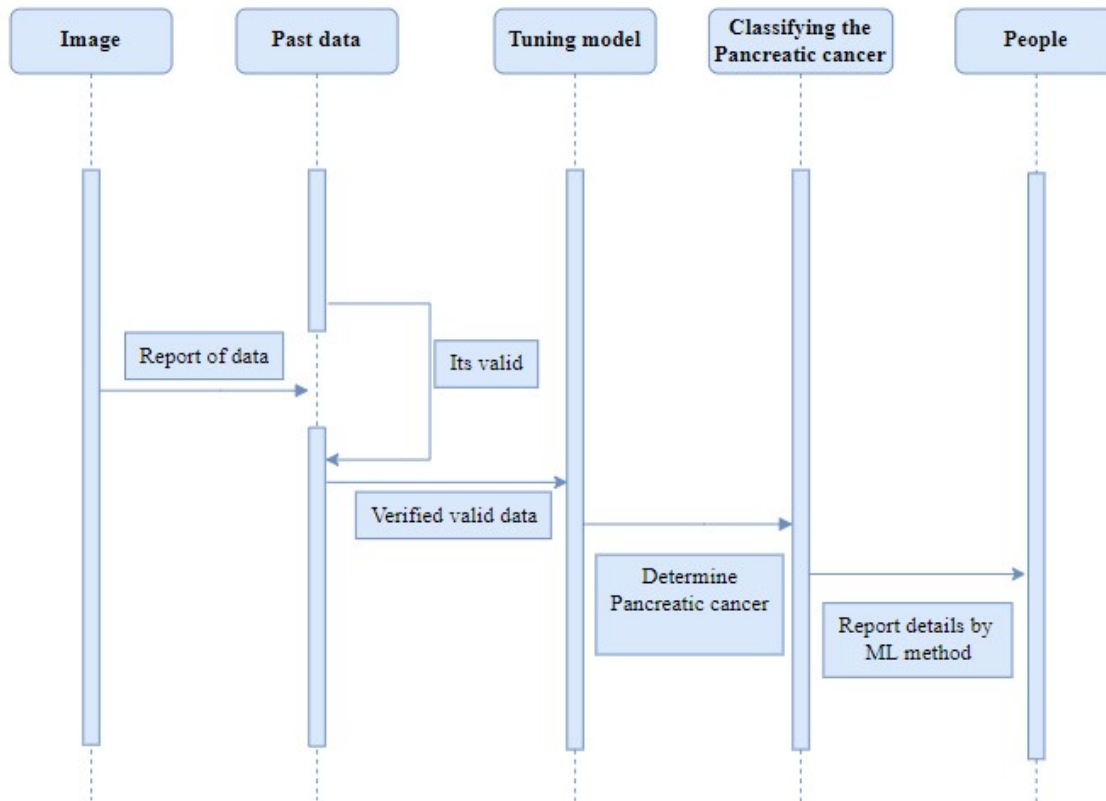 Image
Past data
Tuning model
Classifying the
Pancreatic cancer
People
Report of data
Its valid
Verified valid data
Determine
Pancreatic cancer
Report details by
ML method